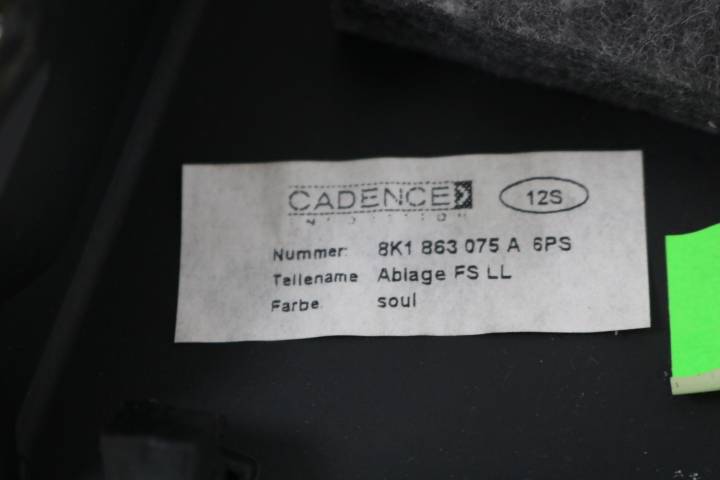 CADENCE
12S
Nummer: 8K1 863 075 A 6PS
Teilename Ablage FS LL
Farbe soul